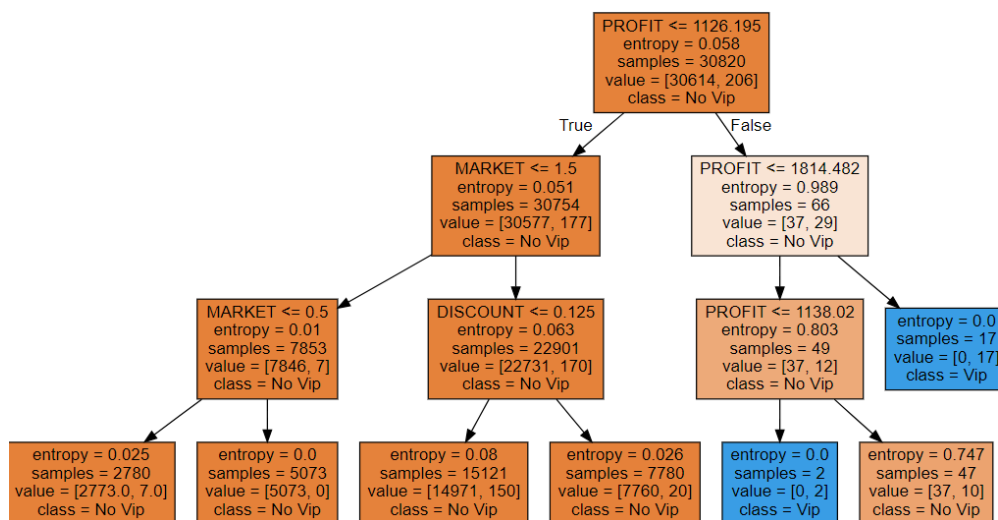 PROFIT <= 1126.195
entropy = 0.058
samples = 30820
value = [30614, 206]
class = No Vip
True
False
MARKET <= 1.5
entropy = 0.051
samples = 30754
value = [30577, 177]
class = No Vip
PROFIT <= 1814.482
entropy = 0.989
samples = 66
value = [37, 29]
class = No Vip
MARKET <= 0.5
entropy = 0.01
samples = 7853
value = [7846, 7]
class = No Vip
DISCOUNT <= 0.125
entropy = 0.063
samples = 22901
value = [22731, 170]
class = No Vip
PROFIT <= 1138.02
entropy = 0.803
samples = 49
value = [37, 12]
class = No Vip
entropy = 0.0
samples = 17
value = [0, 17]
class = Vip
entropy = 0.025
samples = 2780
value = [2773.0, 7.0]
class = No Vip
entropy = 0.0
samples = 5073
value = [5073, 0]
class = No Vip
entropy = 0.08
samples = 15121
value = [14971, 150]
class = No Vip
entropy = 0.026
samples = 7780
value = [7760, 20]
class = No Vip
entropy = 0.0
samples = 2
value = [0, 2]
class = Vip
entropy = 0.747
samples = 47
value = [37, 10]
class = No Vip